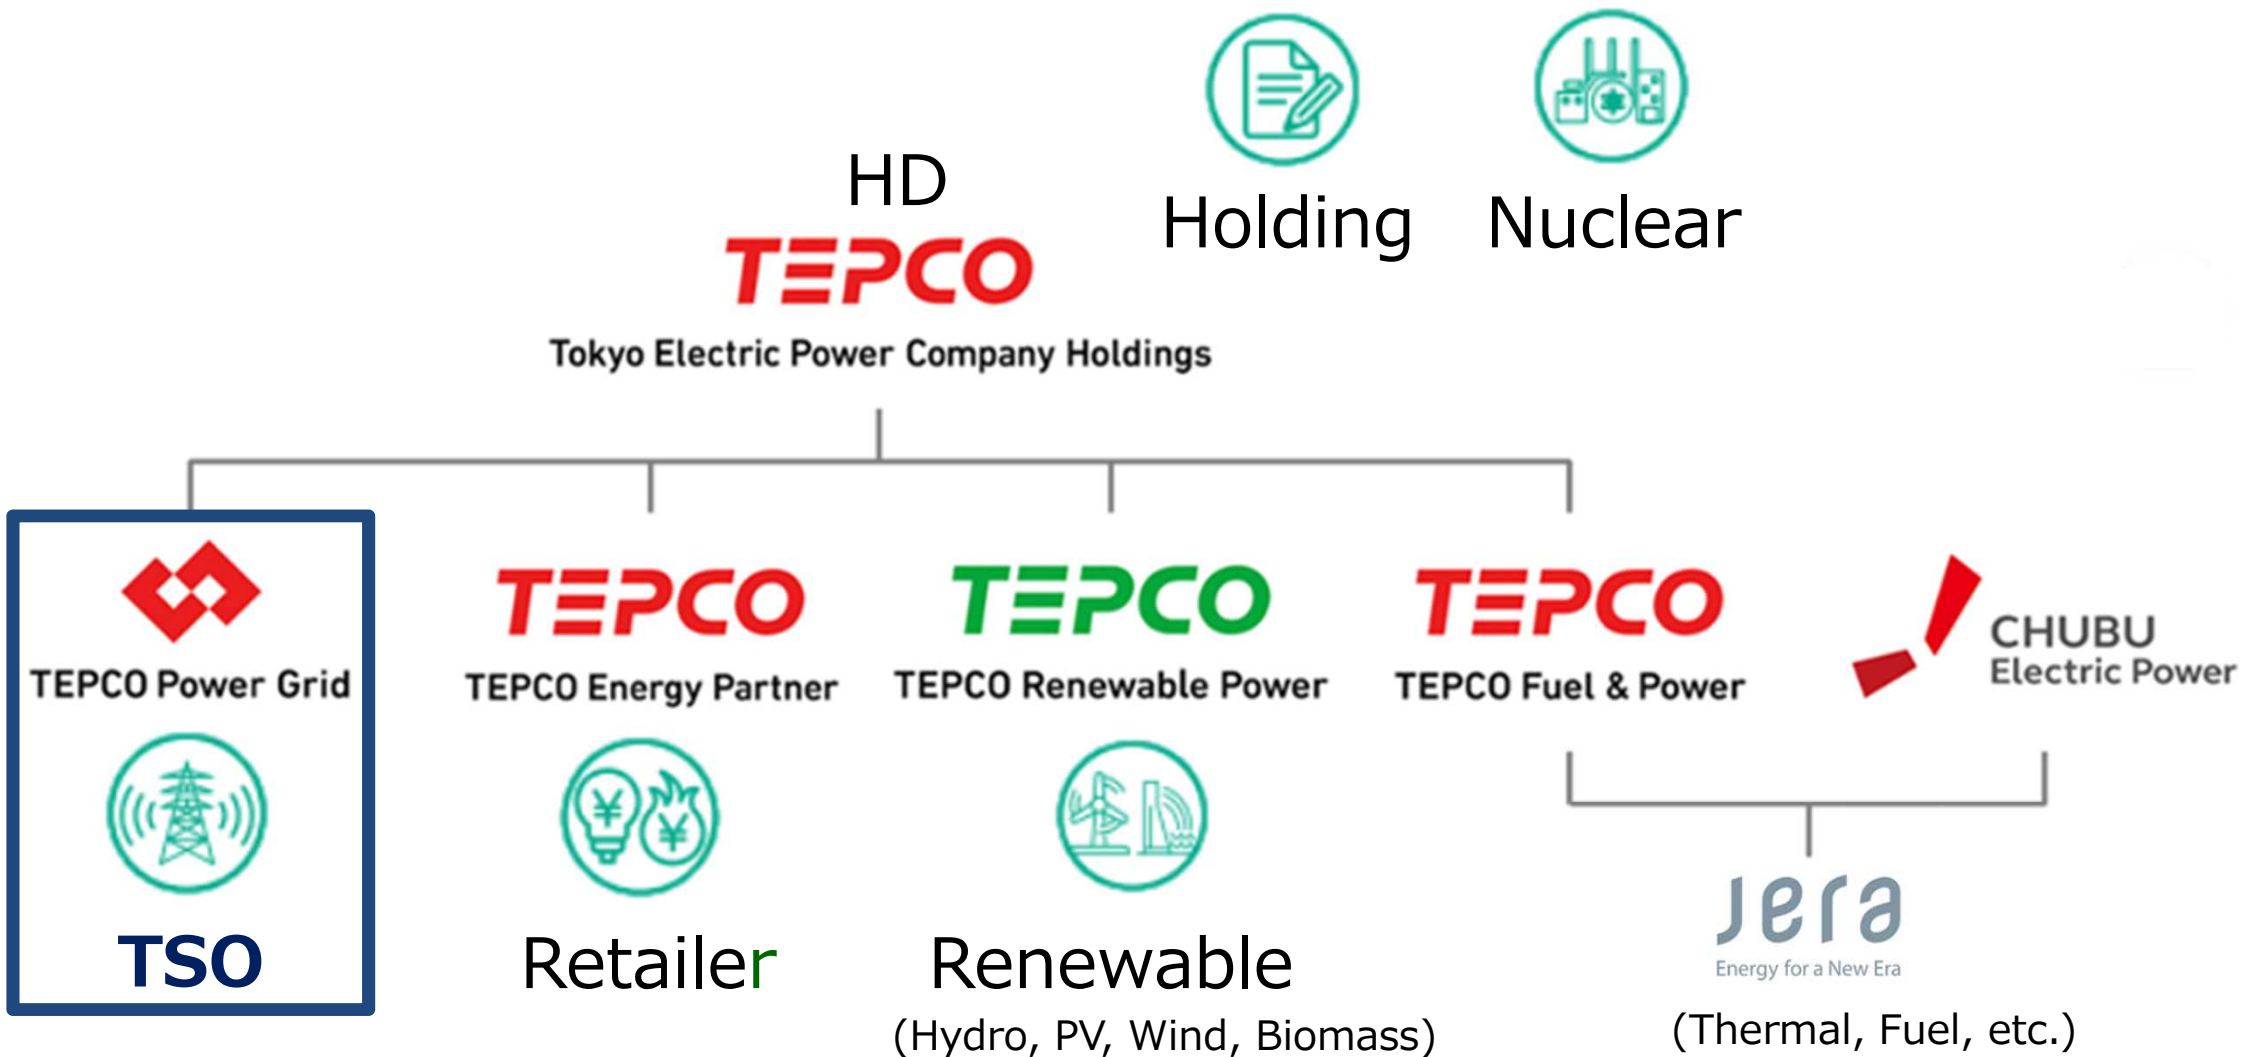 HD
TEPCO
Tokyo Electric Power Company Holdings
Holding
Nuclear
TEPCO Power Grid
TSO
TEPCO
TEPCO Energy Partner
¥ ¥
Retailer
TEPCO
TEPCO Renewable Power
Renewable
(Hydro, PV, Wind, Biomass)
TEPCO
TEPCO Fuel & Power
CHUBU
Electric Power
Jera
Energy for a New Era
(Thermal, Fuel, etc.)